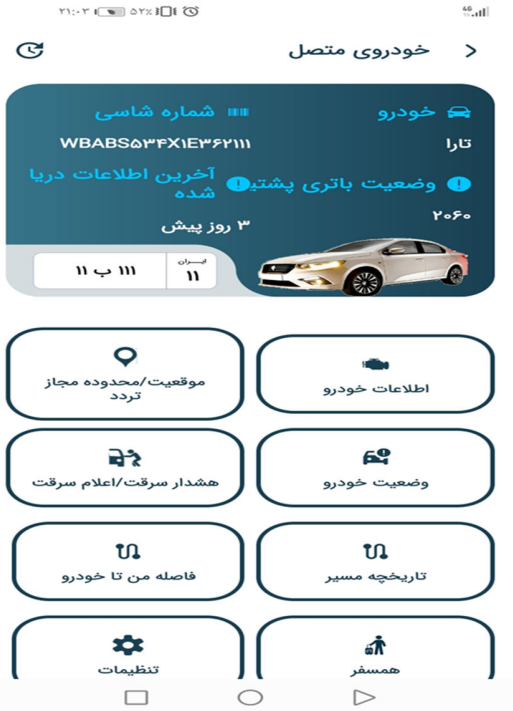 ۲۱:۰۳ ۵۲٪ 4G
خودروی متصل
خودرو
تارا
شماره شاسی
WBABS۵۳۴X۱E۳۶۲۱۱۱
وضعیت باتری پشتی
۲۰۶۰
آخرین اطلاعات دریا
شده
۳ روز پیش
ایــران
۱۱
۱۱۱ ب ۱۱
اطلاعات خودرو
موقعیت/محدوده مجاز
تردد
وضعیت خودرو
هشدار سرقت/اعلام سرقت
تاریخچه مسیر
فاصله من تا خودرو
همسفر
تنظیمات